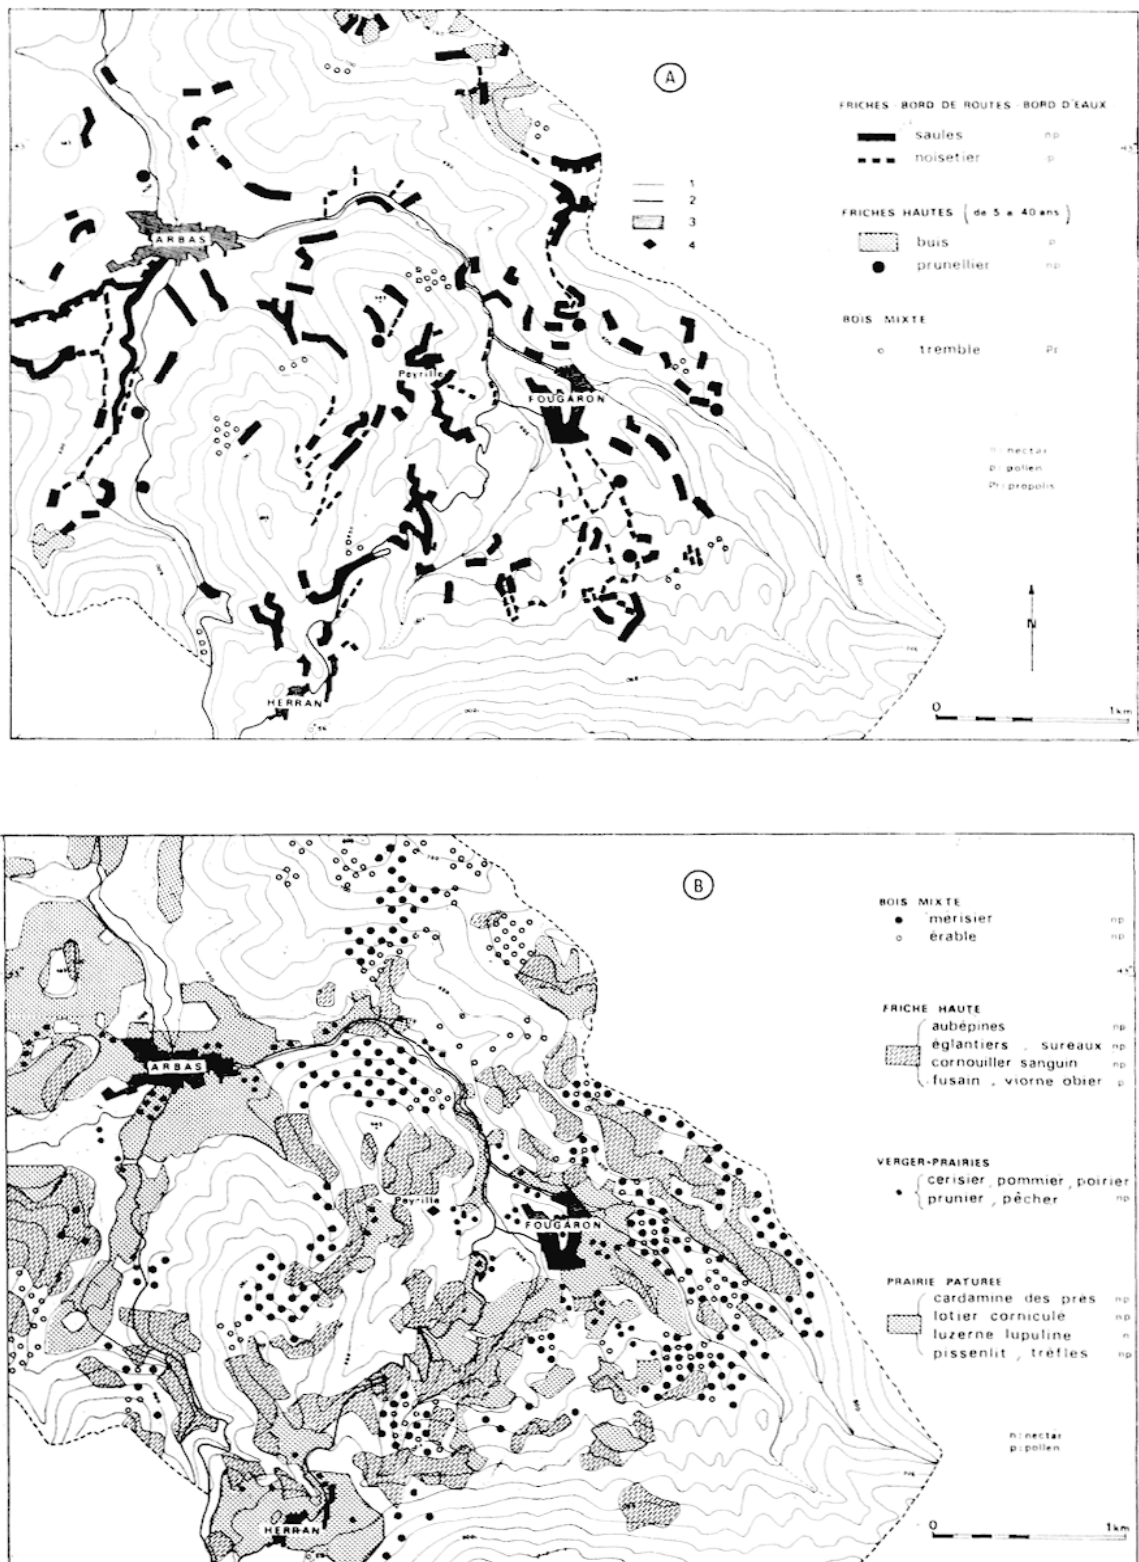 A
FRICHES - BORD DE ROUTES - BORD D'EAUX
saules np
noisetier p
1
2
3
4
FRICHES HAUTES ( de 5 a 40 ans )
buis p
prunellier np
BOIS MIXTE
tremble Pr
n : nectar
p : pollen
Pr : propolis
ARBAS
Peyrille
FOUGARON
HERRAN
N
0 1 km
B
BOIS MIXTE
merisier np
érable np
FRICHE HAUTE
aubépines np
églantiers , sureaux np
cornouiller sanguin np
fusain , viorne obier p
VERGER-PRAIRIES
cerisier , pommier , poirier
prunier , pêcher np
PRAIRIE PATUREE
cardamine des prés np
lotier corniculé np
luzerne lupuline n
pissenlit , trèfles np
n : nectar
p : pollen
ARBAS
Peyrille
FOUGARON
HERRAN
0 1 km